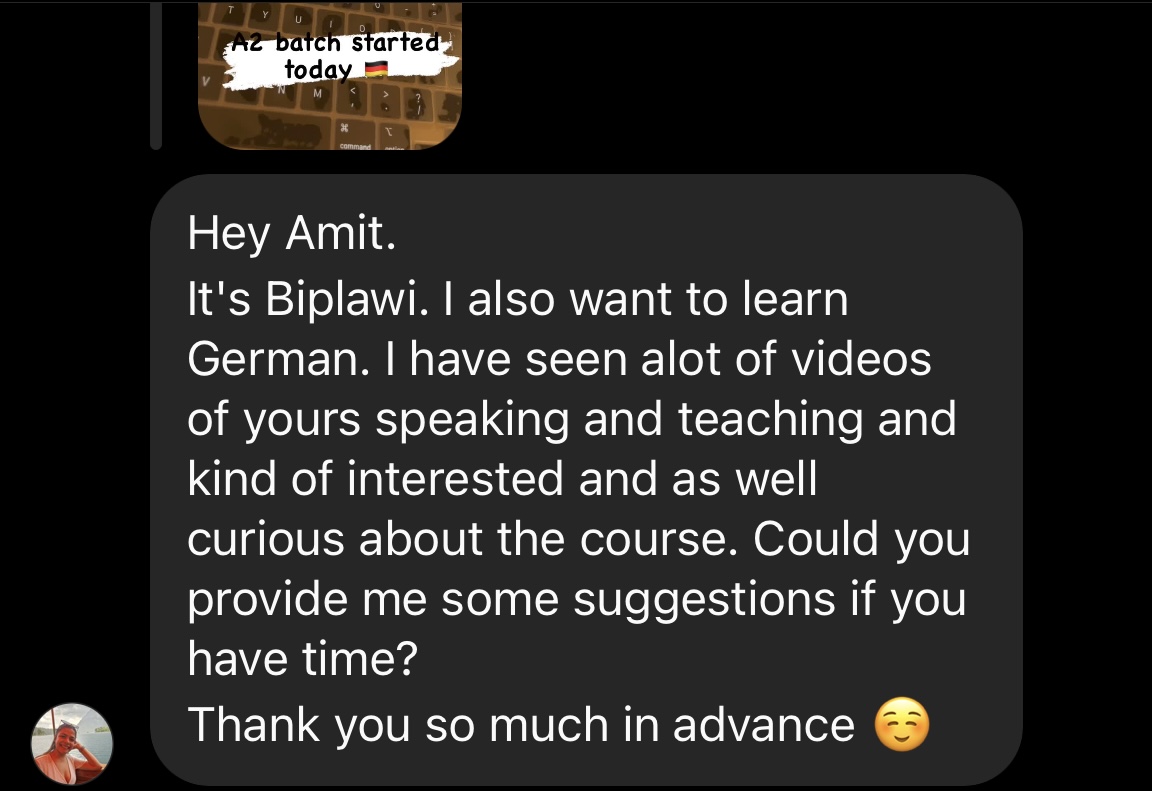 T Y U I O
A2 batch started
today 🇩🇪
V N M < , > . ? /
⌘
command option
Hey Amit.
It's Biplawi. I also want to learn
German. I have seen alot of videos
of yours speaking and teaching and
kind of interested and as well
curious about the course. Could you
provide me some suggestions if you
have time?
Thank you so much in advance ☺️